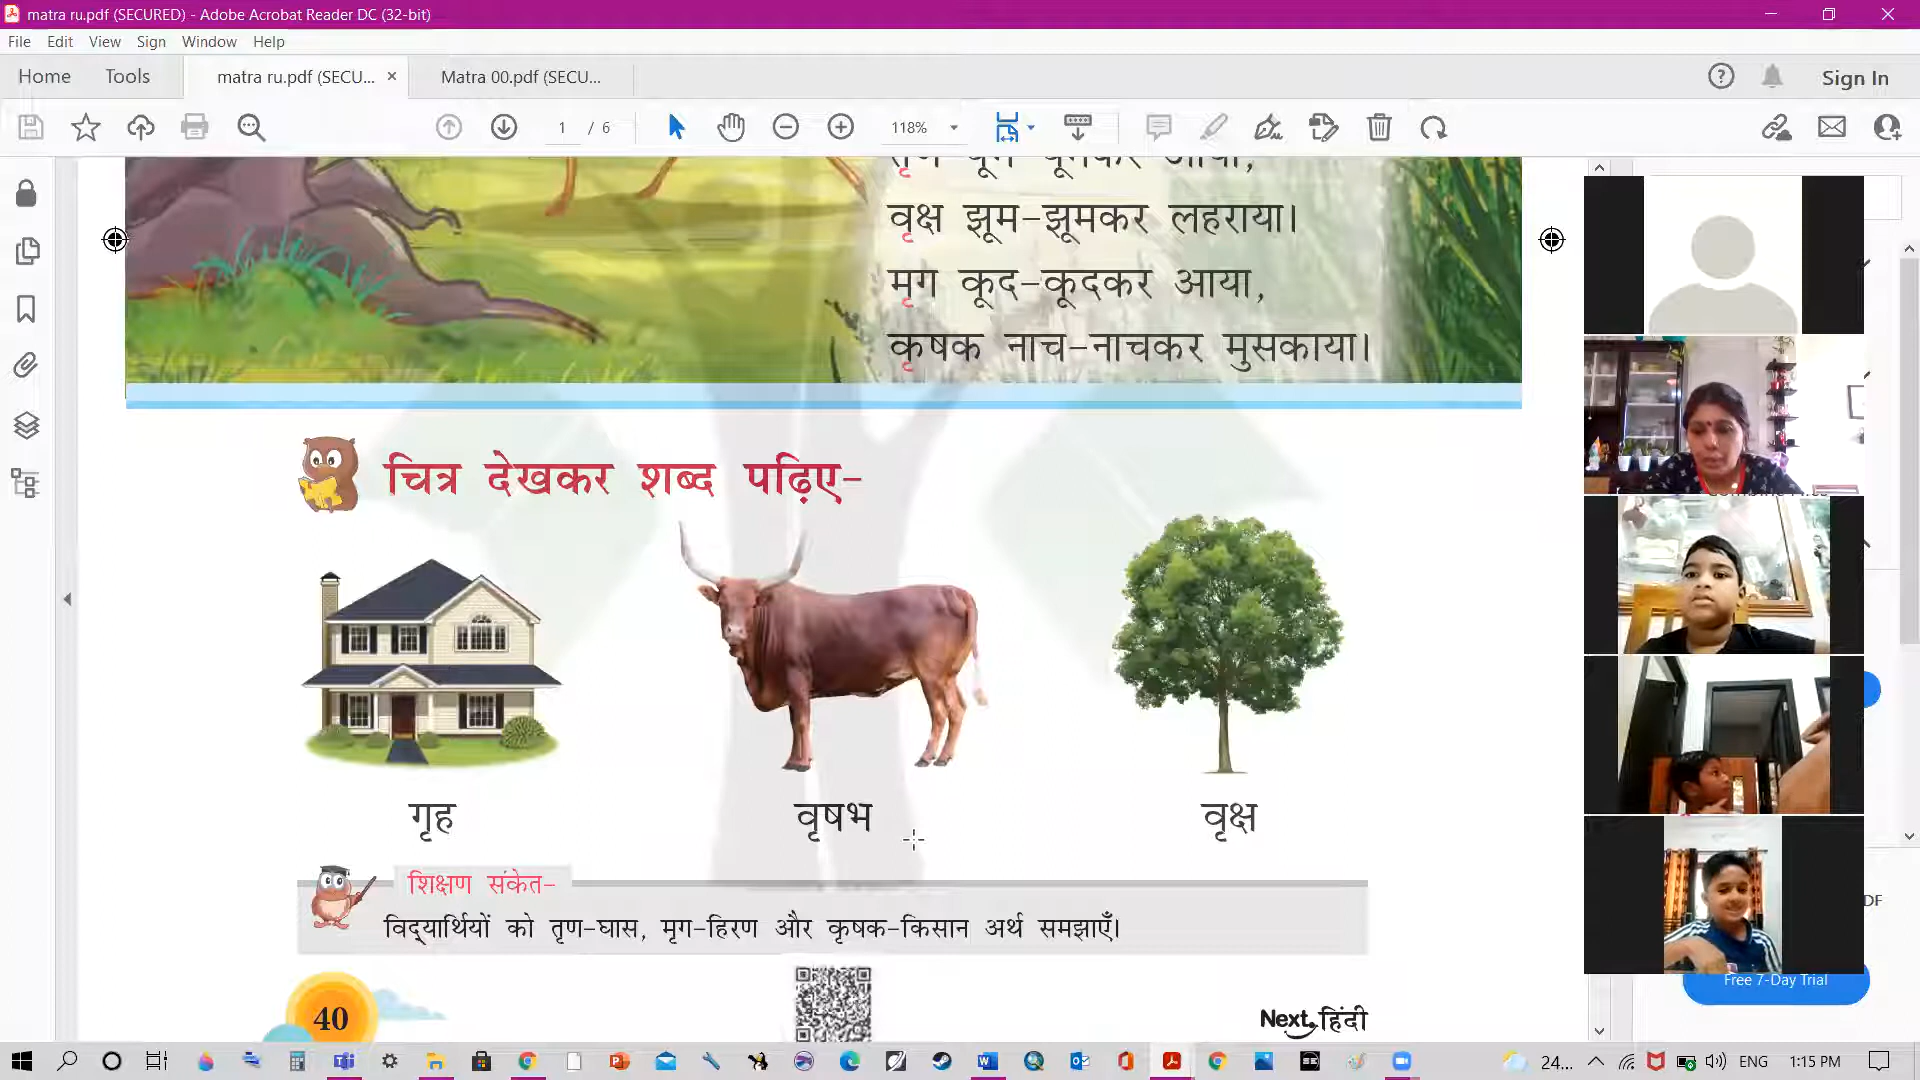 matra ru.pdf (SECURED) - Adobe Acrobat Reader DC (32-bit)
File Edit View Sign Window Help
Home Tools matra ru.pdf (SECU... Matra 00.pdf (SECU... Sign In
1 / 6 118%
वृक्ष झूम-झूमकर लहराया।
मृग कूद-कूदकर आया,
कृषक नाच-नाचकर मुसकाया।
चित्र देखकर शब्द पढ़िए-
गृह वृषभ वृक्ष
शिक्षण संकेत-
विद्यार्थियों को तृण-घास, मृग-हिरण और कृषक-किसान अर्थ समझाएँ।
DF
Free 7-Day Trial
40
Next हिंदी
24... ENG 1:15 PM